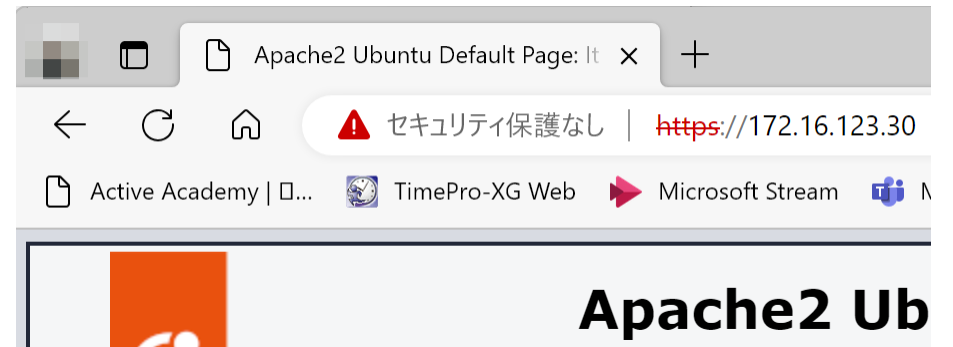 Apache2 Ubuntu Default Page: It
セキュリティ保護なし | https://172.16.123.30
Active Academy | ... TimePro-XG Web Microsoft Stream
Apache2 Ub